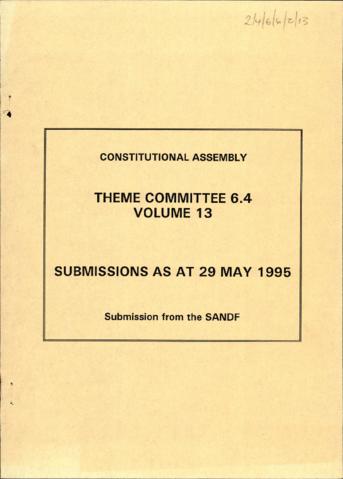 2/4/6/4/2/13
CONSTITUTIONAL ASSEMBLY
THEME COMMITTEE 6.4
VOLUME 13
SUBMISSIONS AS AT 29 MAY 1995
Submission from the SANDF